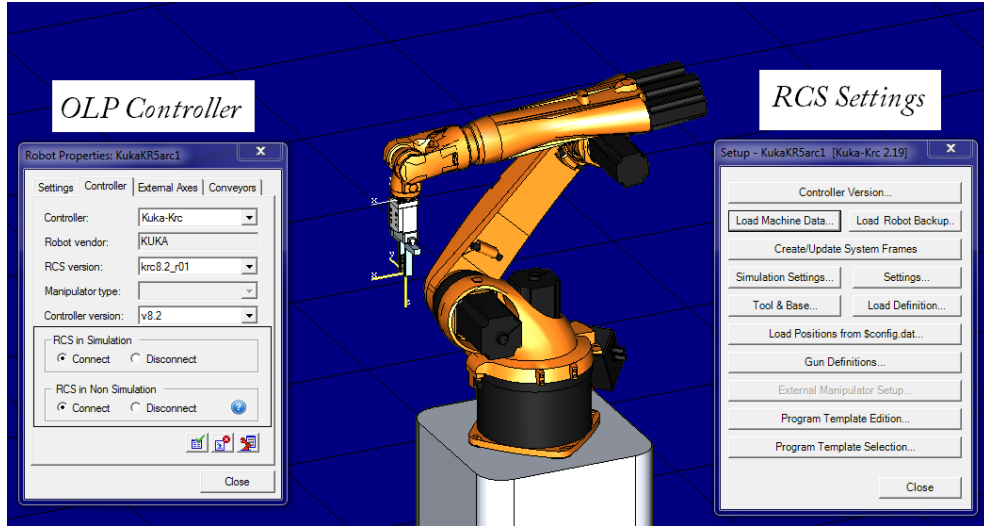 OLP Controller
Robot Properties: KukaKR5arc1
X
Settings Controller External Axes Conveyors
Controller: Kuka-Krc
Robot vendor: KUKA
RCS version: krc8.2_r01
Manipulator type:
Controller version: v8.2
RCS in Simulation
Connect Disconnect
RCS in Non Simulation
Connect Disconnect ?
Close
x
y
x
z
RCS Settings
Setup - KukaKR5arc1 [Kuka-Krc 2.19]
X
Controller Version...
Load Machine Data... Load Robot Backup..
Create/Update System Frames
Simulation Settings... Settings...
Tool & Base... Load Definition...
Load Positions from $config.dat...
Gun Definitions...
External Manipulator Setup...
Program Template Edition...
Program Template Selection...
Close